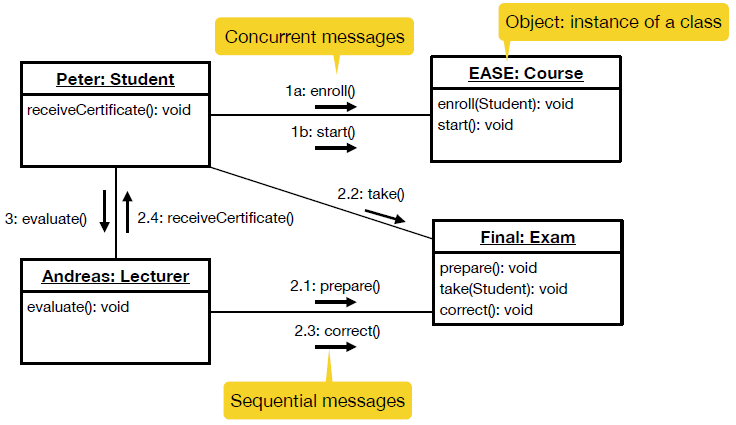 Concurrent messages
Object: instance of a class
Peter: Student
receiveCertificate(): void
1a: enroll()
1b: start()
EASE: Course
enroll(Student): void
start(): void
3: evaluate()
2.4: receiveCertificate()
2.2: take()
Andreas: Lecturer
evaluate(): void
2.1: prepare()
2.3: correct()
Final: Exam
prepare(): void
take(Student): void
correct(): void
Sequential messages